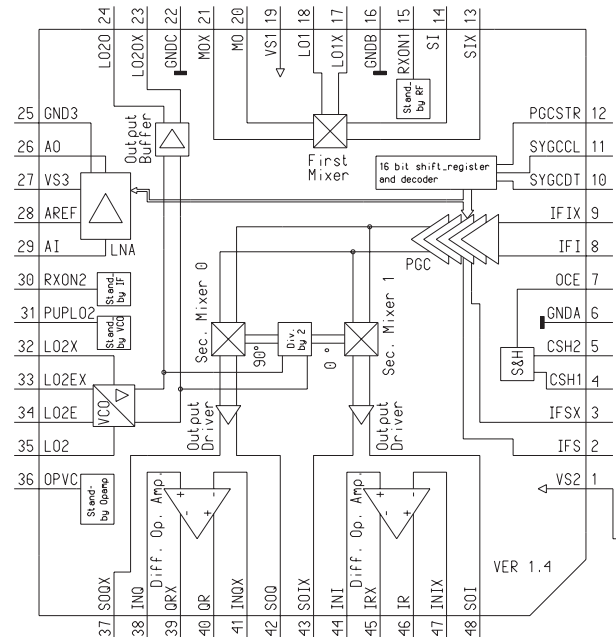 24 LO2O
23 LO2OX
22 GNDC
21 MOX
20 MO
19 VS1
18 LO1
17 LO1X
16 GNDB
15 RXON1
14 SI
13 SIX
25 GND3
26 AO
27 VS3
28 AREF
29 AI
30 RXON2
31 PUPLO2
32 LO2X
33 LO2EX
34 LO2E
35 LO2
36 OPVC
PGCSTR 12
SYGCCL 11
SYGCDT 10
IFIX 9
IFI 8
OCE 7
GNDA 6
CSH2 5
CSH1 4
IFSX 3
IFS 2
VS2 1
Output
Buffer
Stand_
by RF
First
Mixer
16 bit shift_register
and decoder
LNA
PGC
Stand_
by IF
Stand_
by VCO
Sec. Mixer 0
90°
Div.
by 2
0°
Sec. Mixer 1
S&H
VCO
Output
Driver
Output
Driver
Stand-
by Opamp
Diff. Op. Amp.
+ -
- +
Diff. Op. Amp.
+ -
- +
VER 1.4
37 SOQX
38 INQ
39 QRX
40 QR
41 INQX
42 SOQ
43 SOIX
44 INI
45 IRX
46 IR
47 INIX
48 SOI